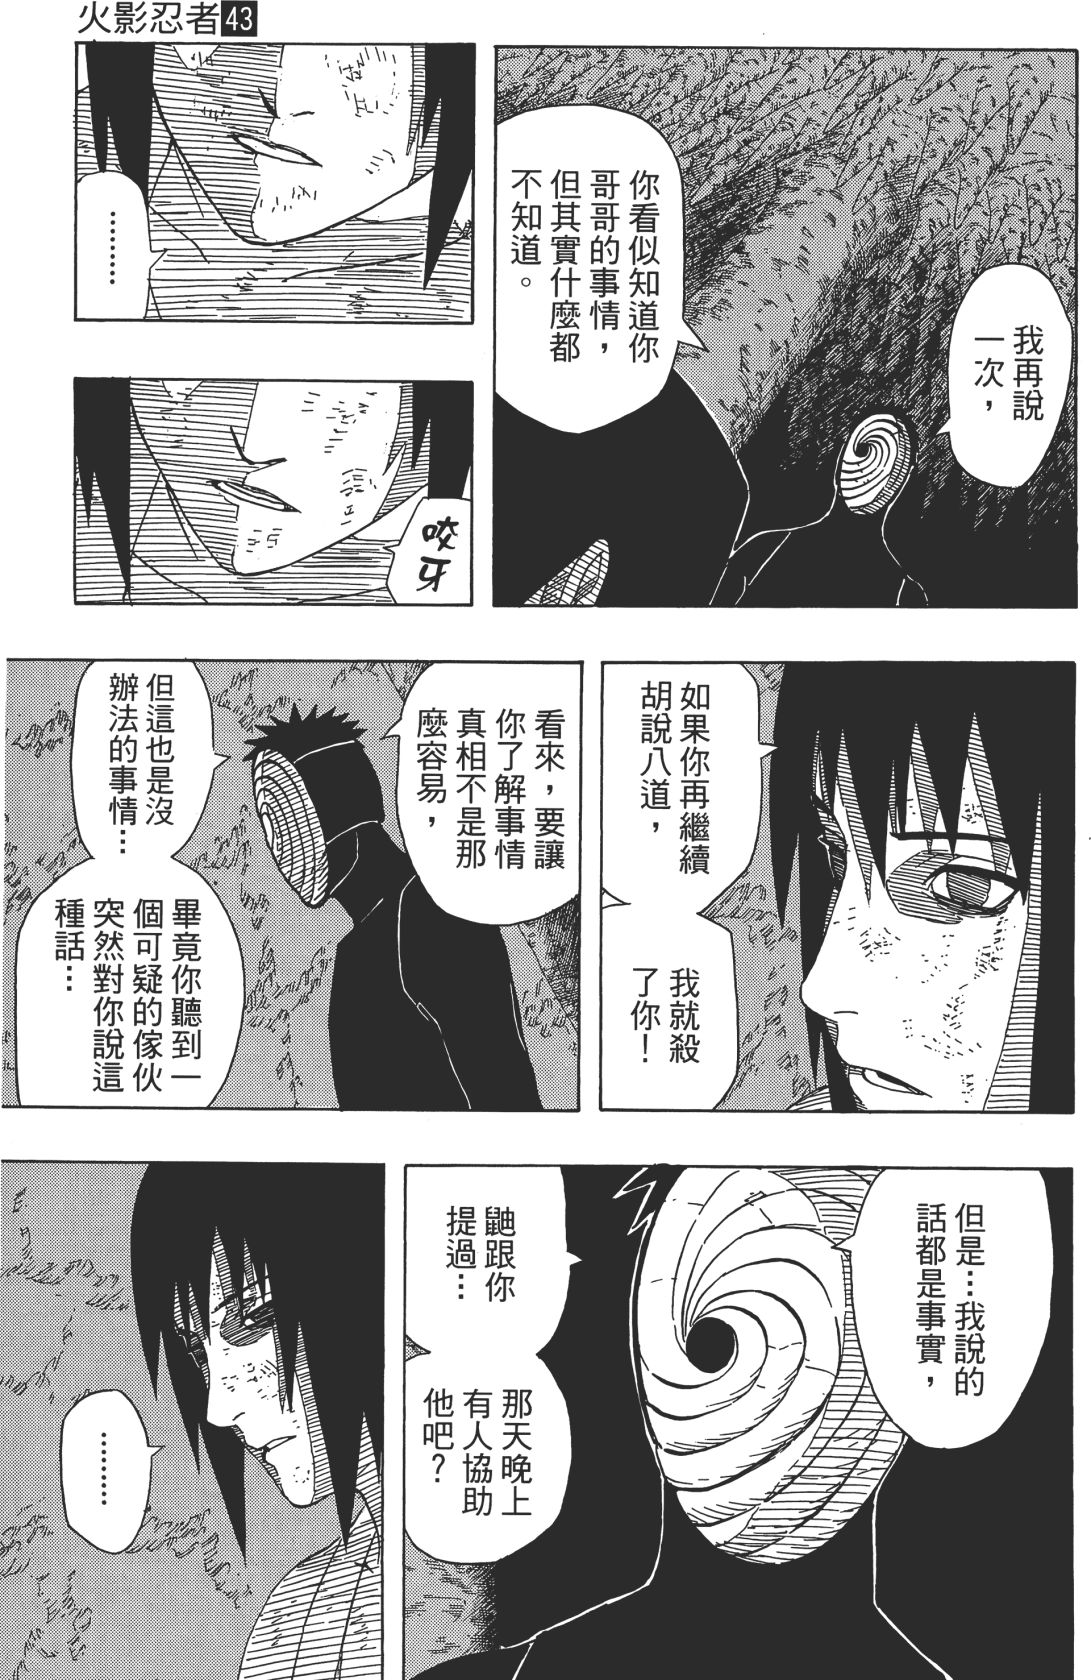 火影忍者43
我再說
一次，
你看似知道你
哥哥的事情，
但其實什麼都
不知道。
………
咬牙
如果你再繼續
胡說八道，
我就殺
了你！
看來，要讓
你了解事情
真相不是那
麼容易，
但這也是沒
辦法的事情…
畢竟你聽到一
個可疑的傢伙
突然對你說這
種話…
但是…我說的
話都是事實，
鼬跟你
提過…
那天晚上
有人協助
他吧？
………